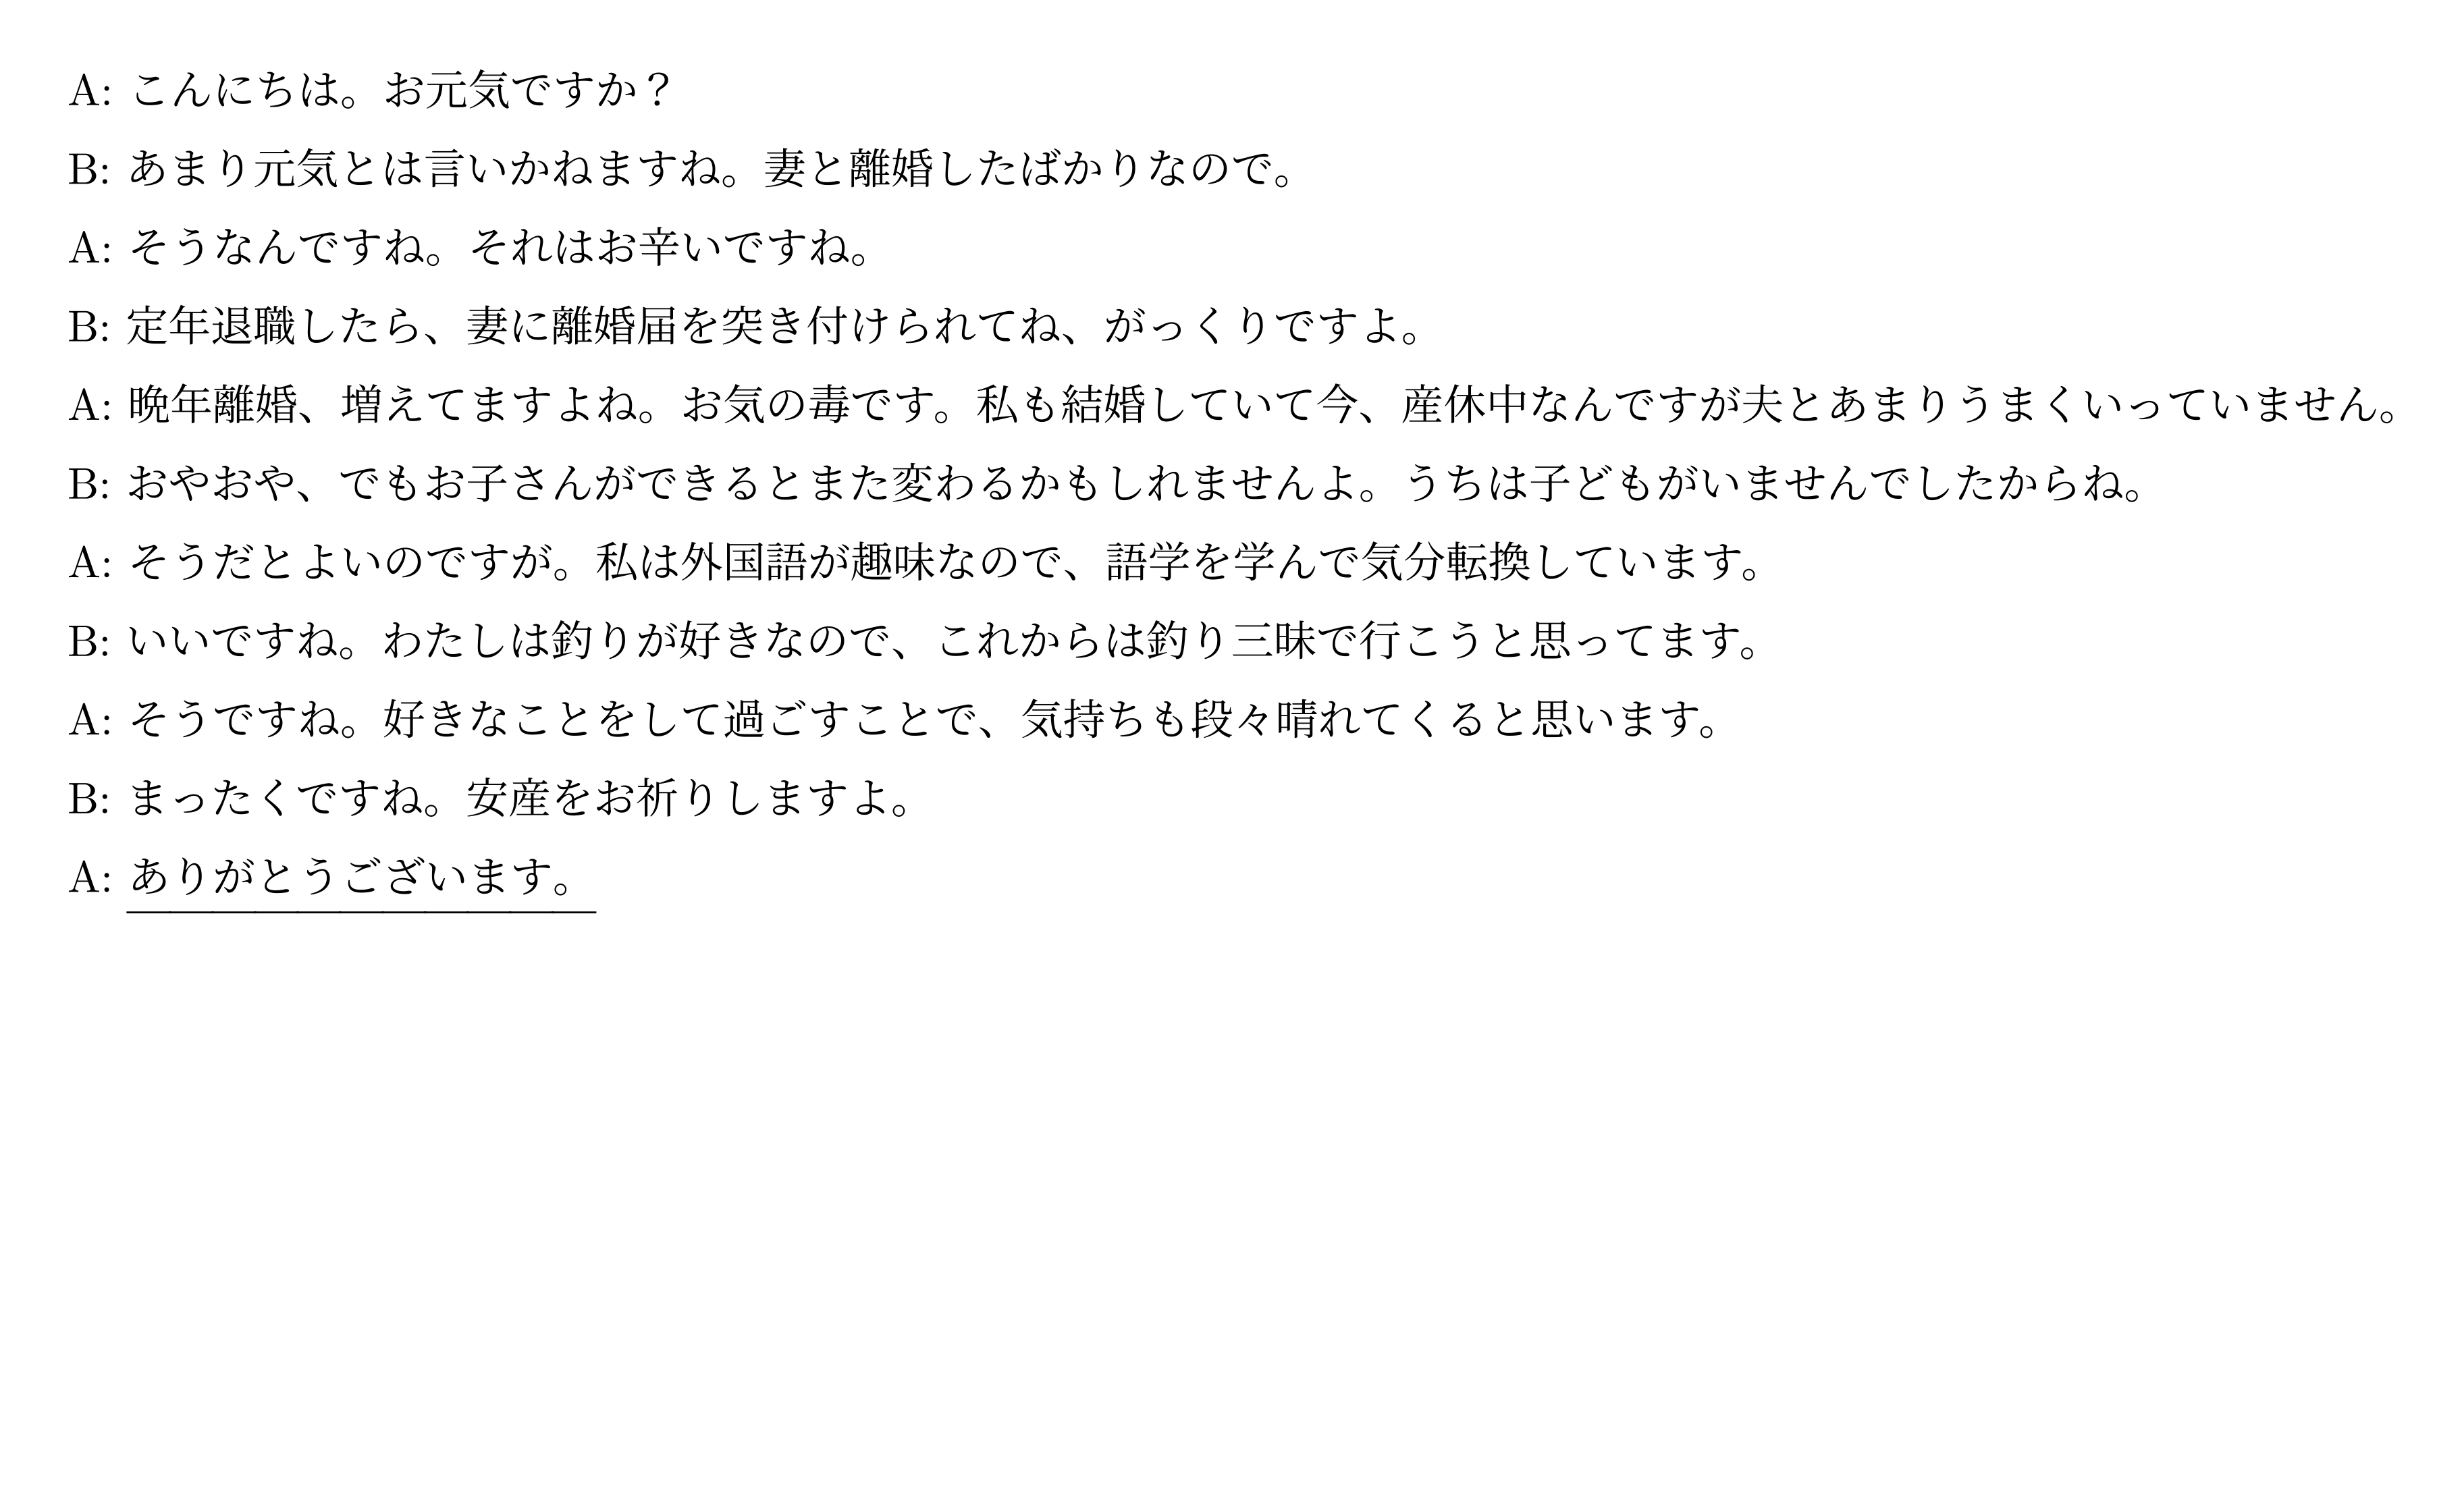 A: こんにちは。お元気ですか？
B: あまり元気とは言いかねますね。妻と離婚したばかりなので。
A: そうなんですね。それはお辛いですね。
B: 定年退職したら、妻に離婚届を突き付けられてね、がっくりですよ。
A: 晩年離婚、増えてますよね。お気の毒です。私も結婚していて今、産休中なんですが夫とあまりうまくいっていません。
B: おやおや、でもお子さんができるとまた変わるかもしれませんよ。うちは子どもがいませんでしたからね。
A: そうだとよいのですが。私は外国語が趣味なので、語学を学んで気分転換しています。
B: いいですね。わたしは釣りが好きなので、これからは釣り三昧で行こうと思ってます。
A: そうですね。好きなことをして過ごすことで、気持ちも段々晴れてくると思います。
B: まったくですね。安産をお祈りしますよ。
A: ありがとうございます。